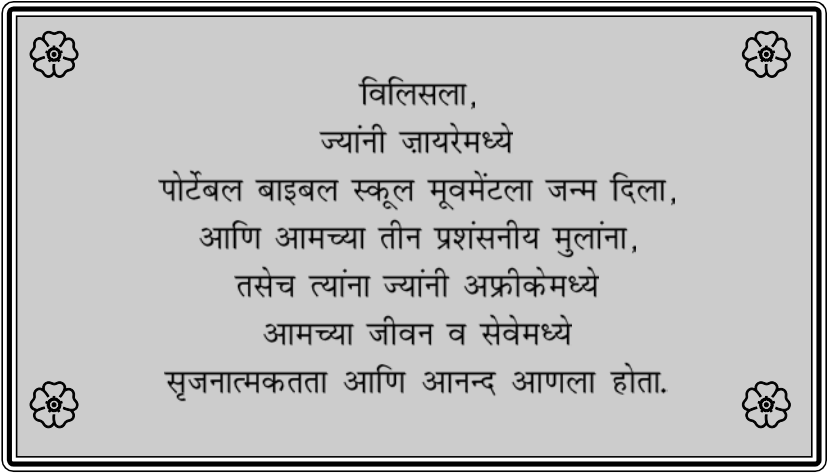 विलिसला,
ज्यांनी ज़ायरेमध्ये
पोर्टेबल बाइबल स्कूल मूवमेंटला जन्म दिला,
आणि आमच्या तीन प्रशंसनीय मुलांना,
तसेच त्यांना ज्यांनी अफ्रीकेमध्ये
आमच्या जीवन व सेवेमध्ये
सृजनात्मकतता आणि आनन्द आणला होता.